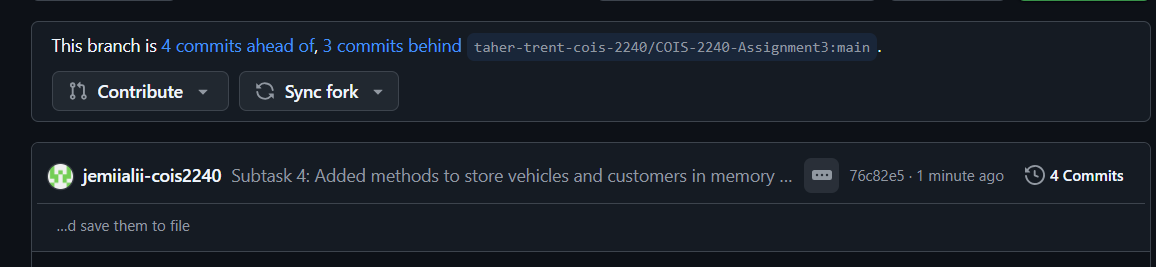 This branch is 4 commits ahead of, 3 commits behind taher-trent-cois-2240/COIS-2240-Assignment3:main .
Contribute Sync fork
jemiialii-cois2240 Subtask 4: Added methods to store vehicles and customers in memory ... 76c82e5 · 1 minute ago 4 Commits
...d save them to file